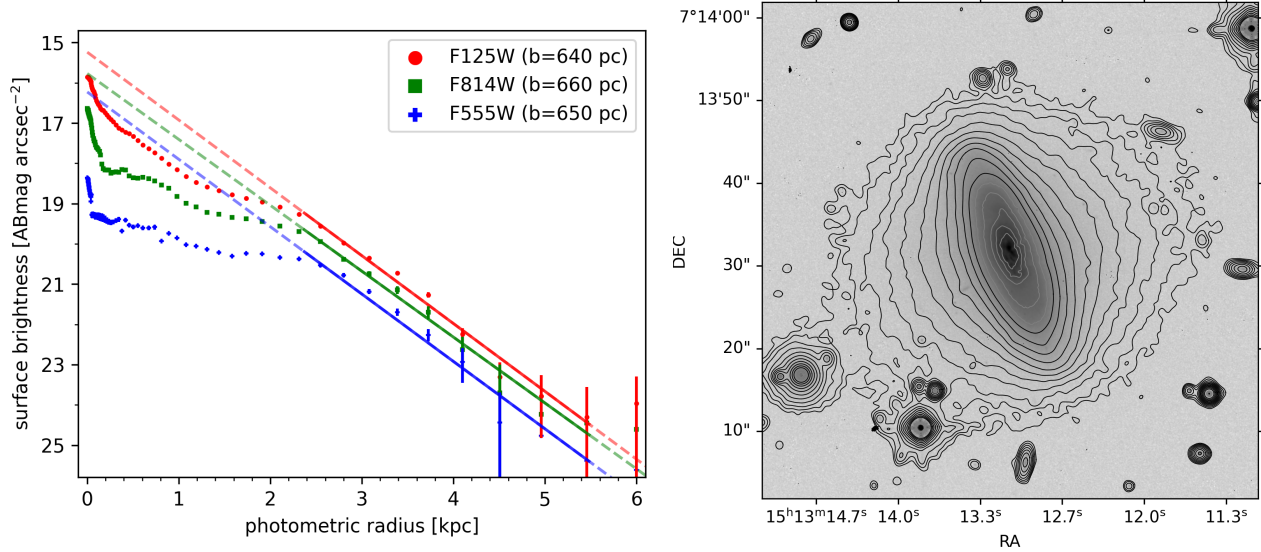 F125W (b=640 pc)
F814W (b=660 pc)
F555W (b=650 pc)
surface brightness [ABmag arcsec⁻²]
15
17
19
21
23
25
0 1 2 3 4 5 6
photometric radius [kpc]
DEC
7°14'00"
13'50"
40"
30"
20"
10"
15ʰ13ᵐ14.7ˢ 14.0ˢ 13.3ˢ 12.7ˢ 12.0ˢ 11.3ˢ
RA